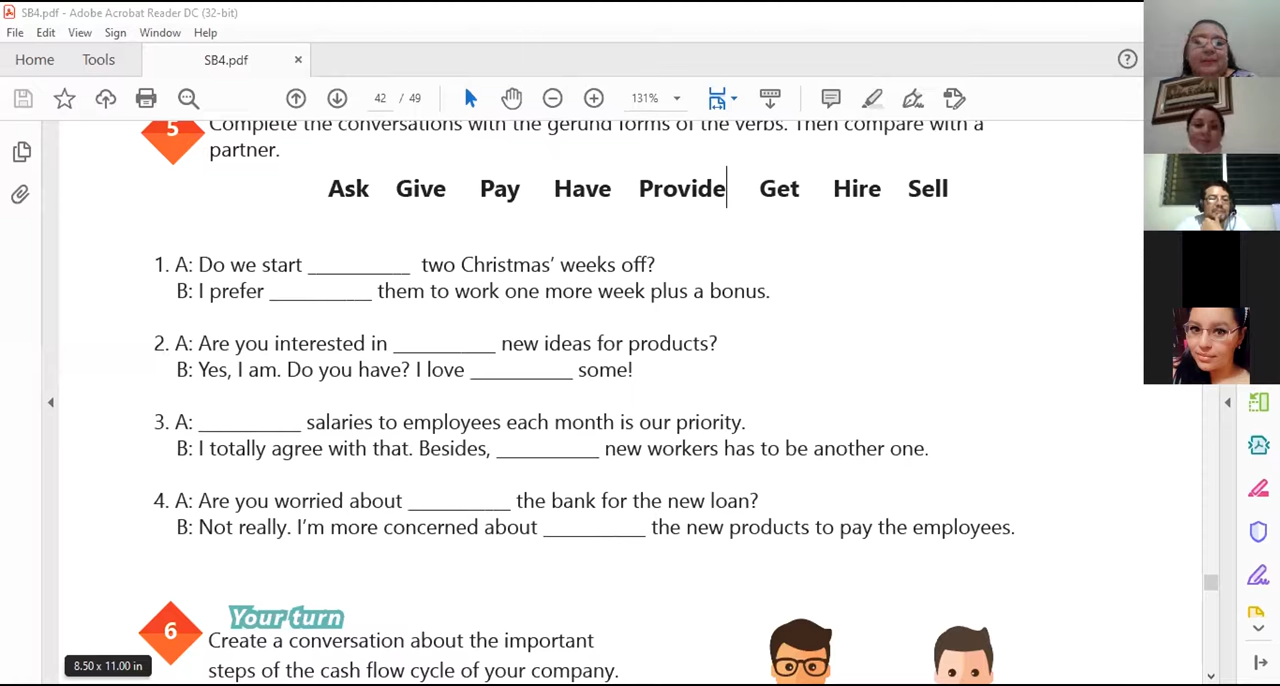 SB4.pdf - Adobe Acrobat Reader DC (32-bit)
File Edit View Sign Window Help
Home Tools SB4.pdf ×
42 / 49 131%
5 Complete the conversations with the gerund forms of the verbs. Then compare with a
partner.
Ask Give Pay Have Provide Get Hire Sell
1. A: Do we start __________ two Christmas’ weeks off?
B: I prefer __________ them to work one more week plus a bonus.
2. A: Are you interested in __________ new ideas for products?
B: Yes, I am. Do you have? I love __________ some!
3. A: __________ salaries to employees each month is our priority.
B: I totally agree with that. Besides, __________ new workers has to be another one.
4. A: Are you worried about __________ the bank for the new loan?
B: Not really. I’m more concerned about __________ the new products to pay the employees.
6 Your turn
Create a conversation about the important
steps of the cash flow cycle of your company.
8.50 x 11.00 in